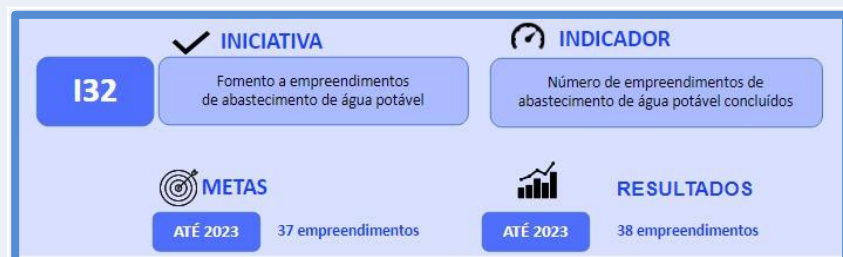 INICIATIVA
INDICADOR
I32
Fomento a empreendimentos
de abastecimento de água potável
Número de empreendimentos de
abastecimento de água potável concluídos
METAS
RESULTADOS
ATÉ 2023
37 empreendimentos
ATÉ 2023
38 empreendimentos